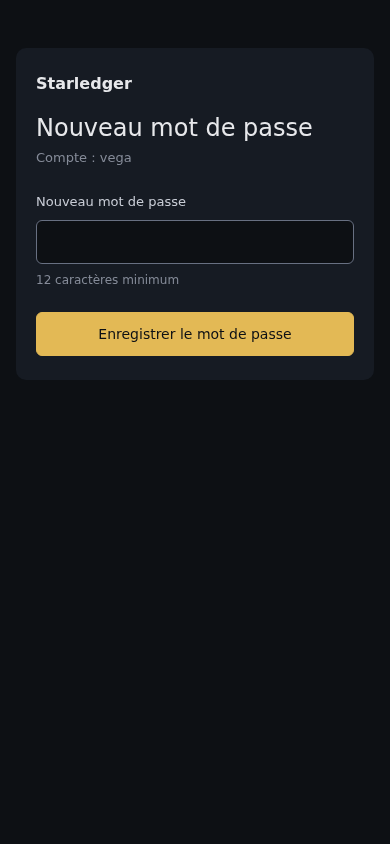 Starledger
Nouveau mot de passe
Compte : vega
Nouveau mot de passe
12 caractères minimum
Enregistrer le mot de passe